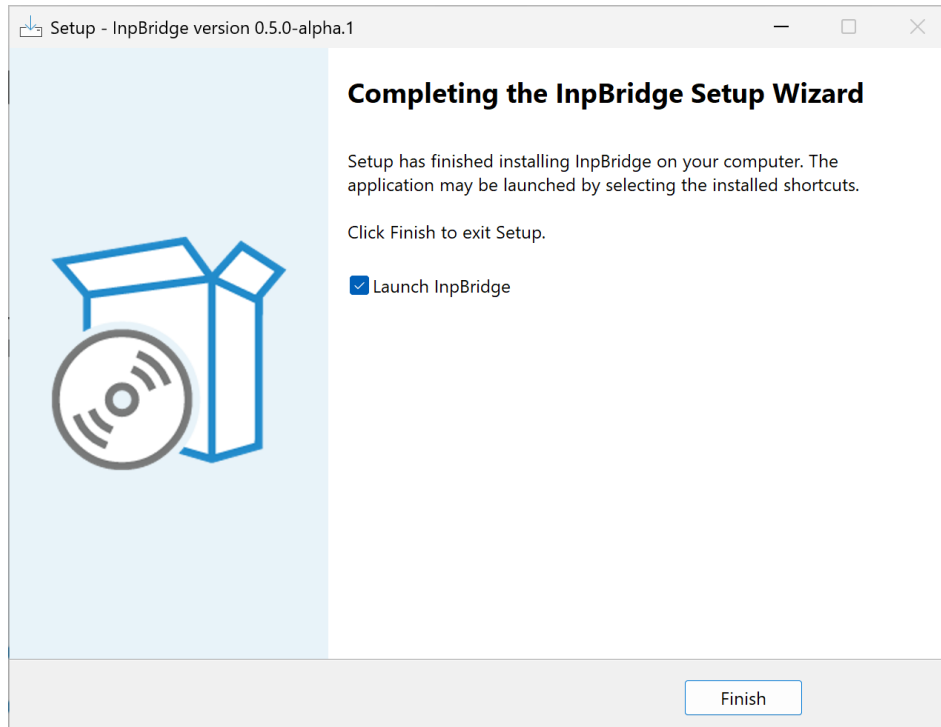 Setup - InpBridge version 0.5.0-alpha.1
Completing the InpBridge Setup Wizard
Setup has finished installing InpBridge on your computer. The
application may be launched by selecting the installed shortcuts.
Click Finish to exit Setup.
Launch InpBridge
Finish